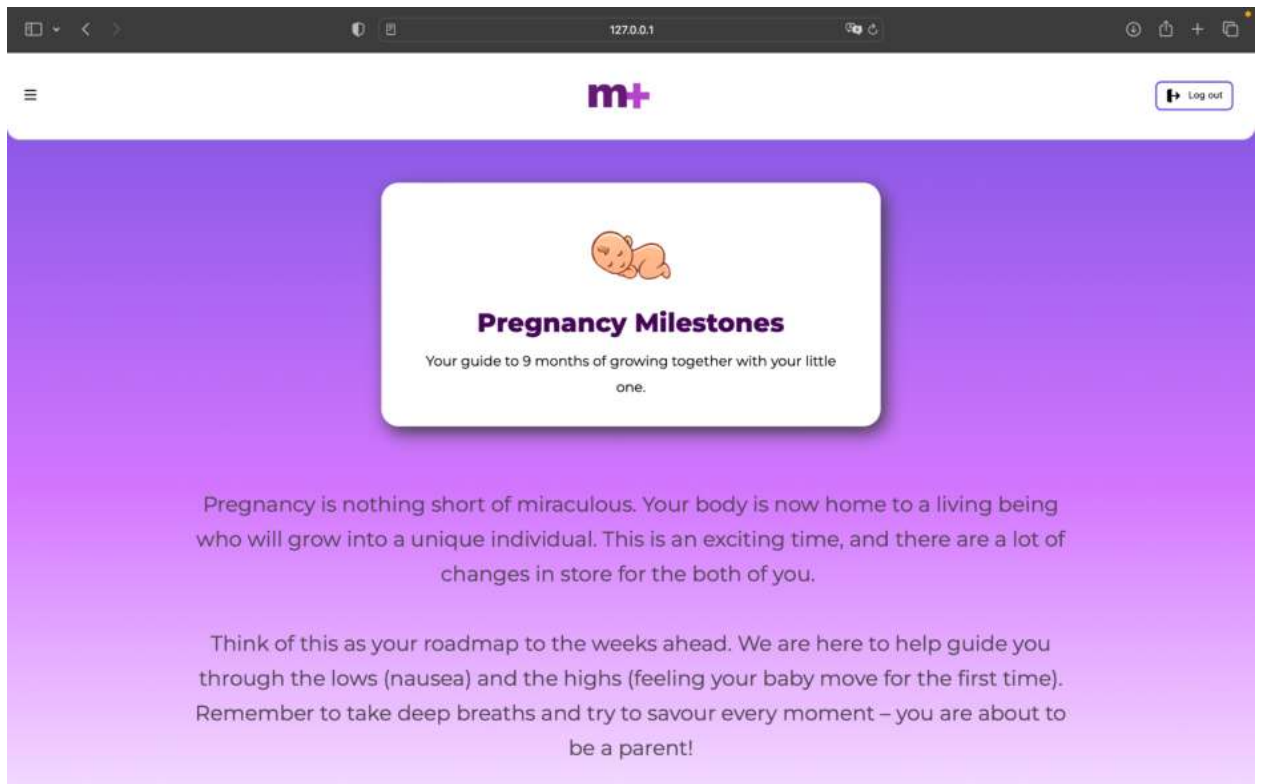 127.0.0.1
m+
Log out
Pregnancy Milestones
Your guide to 9 months of growing together with your little
one.
Pregnancy is nothing short of miraculous. Your body is now home to a living being
who will grow into a unique individual. This is an exciting time, and there are a lot of
changes in store for the both of you.
Think of this as your roadmap to the weeks ahead. We are here to help guide you
through the lows (nausea) and the highs (feeling your baby move for the first time).
Remember to take deep breaths and try to savour every moment – you are about to
be a parent!